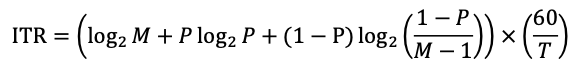 ITR = (log₂ M + P log₂ P + (1 − P) log₂ ((1 − P)/(M − 1))) × (60/T)